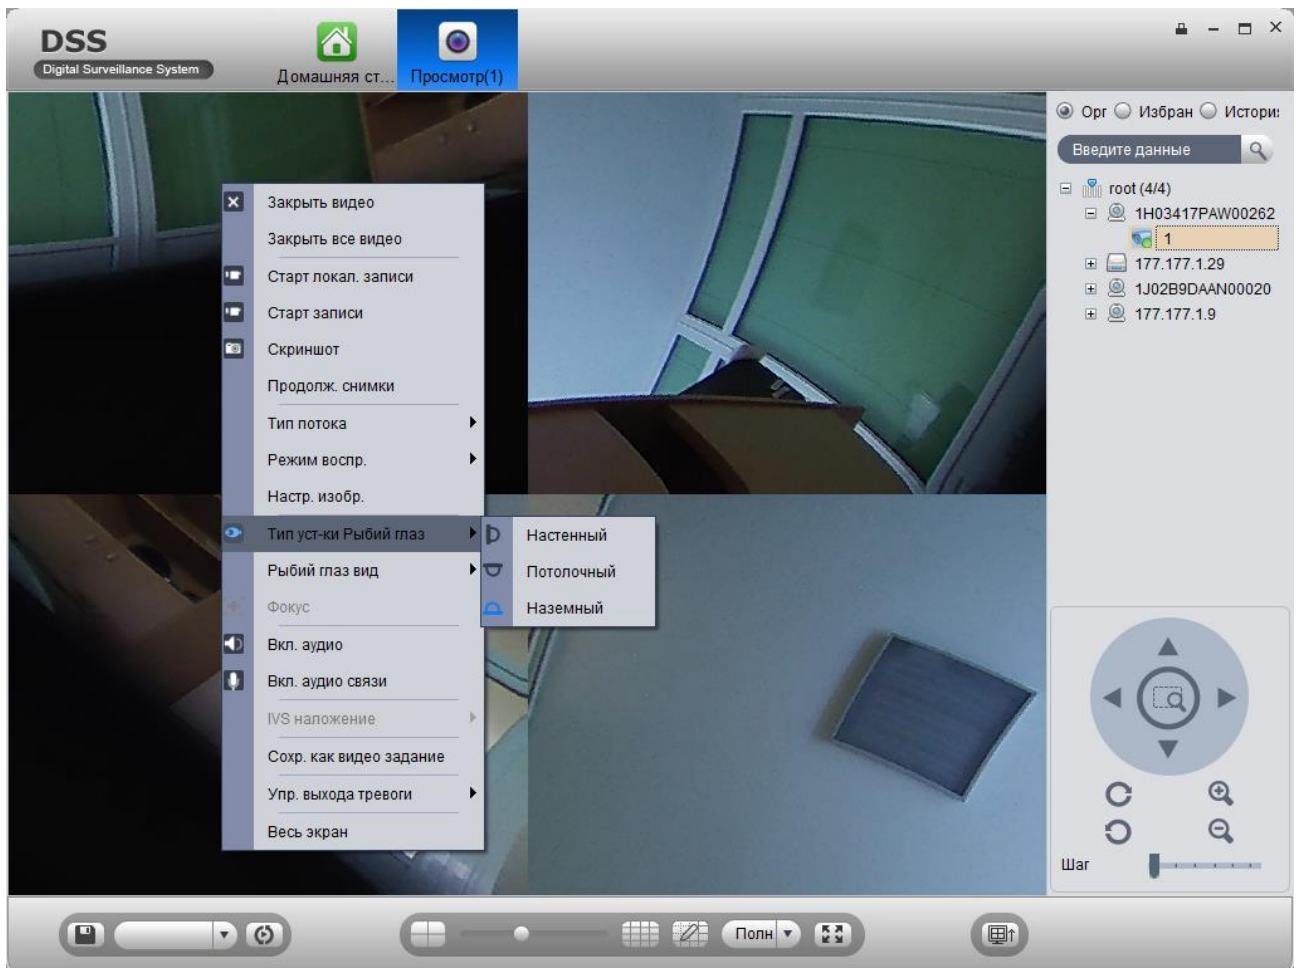 DSS
Digital Surveillance System
Домашняя ст...
Просмотр(1)
Орг
Избран
Истори
Введите данные
root (4/4)
1H03417PAW00262
1
177.177.1.29
1J02B9DAAN00020
177.177.1.9
Закрыть видео
Закрыть все видео
Старт локал. записи
Старт записи
Скриншот
Продолж. снимки
Тип потока
Режим воспр.
Настр. изобр.
Тип уст-ки Рыбий глаз
Настенный
Потолочный
Наземный
Рыбий глаз вид
Фокус
Вкл. аудио
Вкл. аудио связи
IVS наложение
Сохр. как видео задание
Упр. выхода тревоги
Весь экран
Шаг
Полн